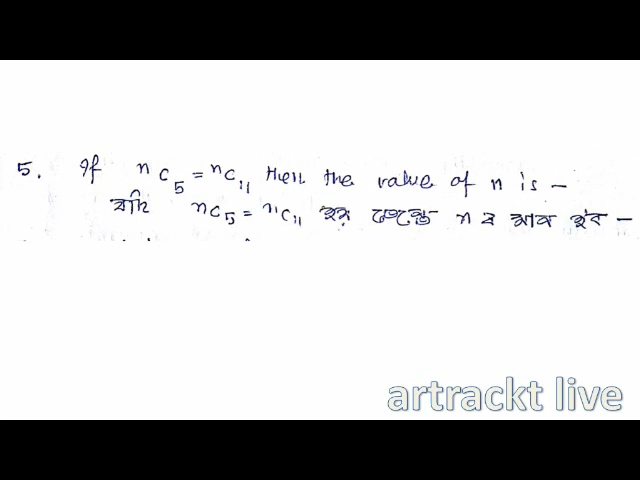 5. If ⁿC₅ = ⁿC₁₁ then the value of n is –
যদি ⁿC₅ = ⁿC₁₁ হয় তেন্তে n ৰ মান হ'ব –
artrackt live